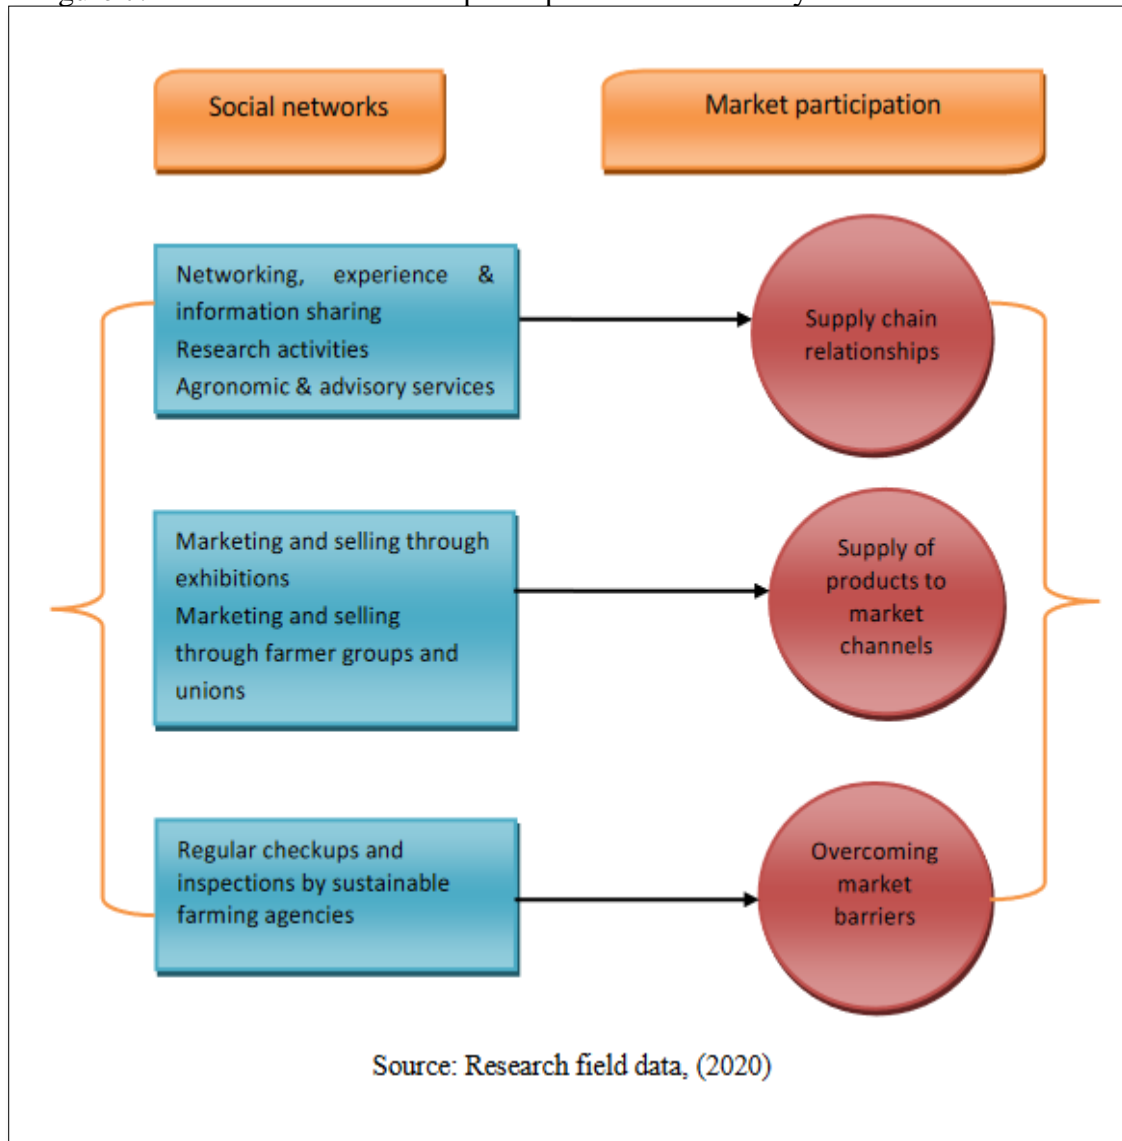 Social networks
Market participation
Networking, experience &
information sharing
Research activities
Agronomic & advisory services
Supply chain
relationships
Marketing and selling through
exhibitions
Marketing and selling
through farmer groups and
unions
Supply of
products to
market
channels
Regular checkups and
inspections by sustainable
farming agencies
Overcoming
market
barriers
Source: Research field data, (2020)